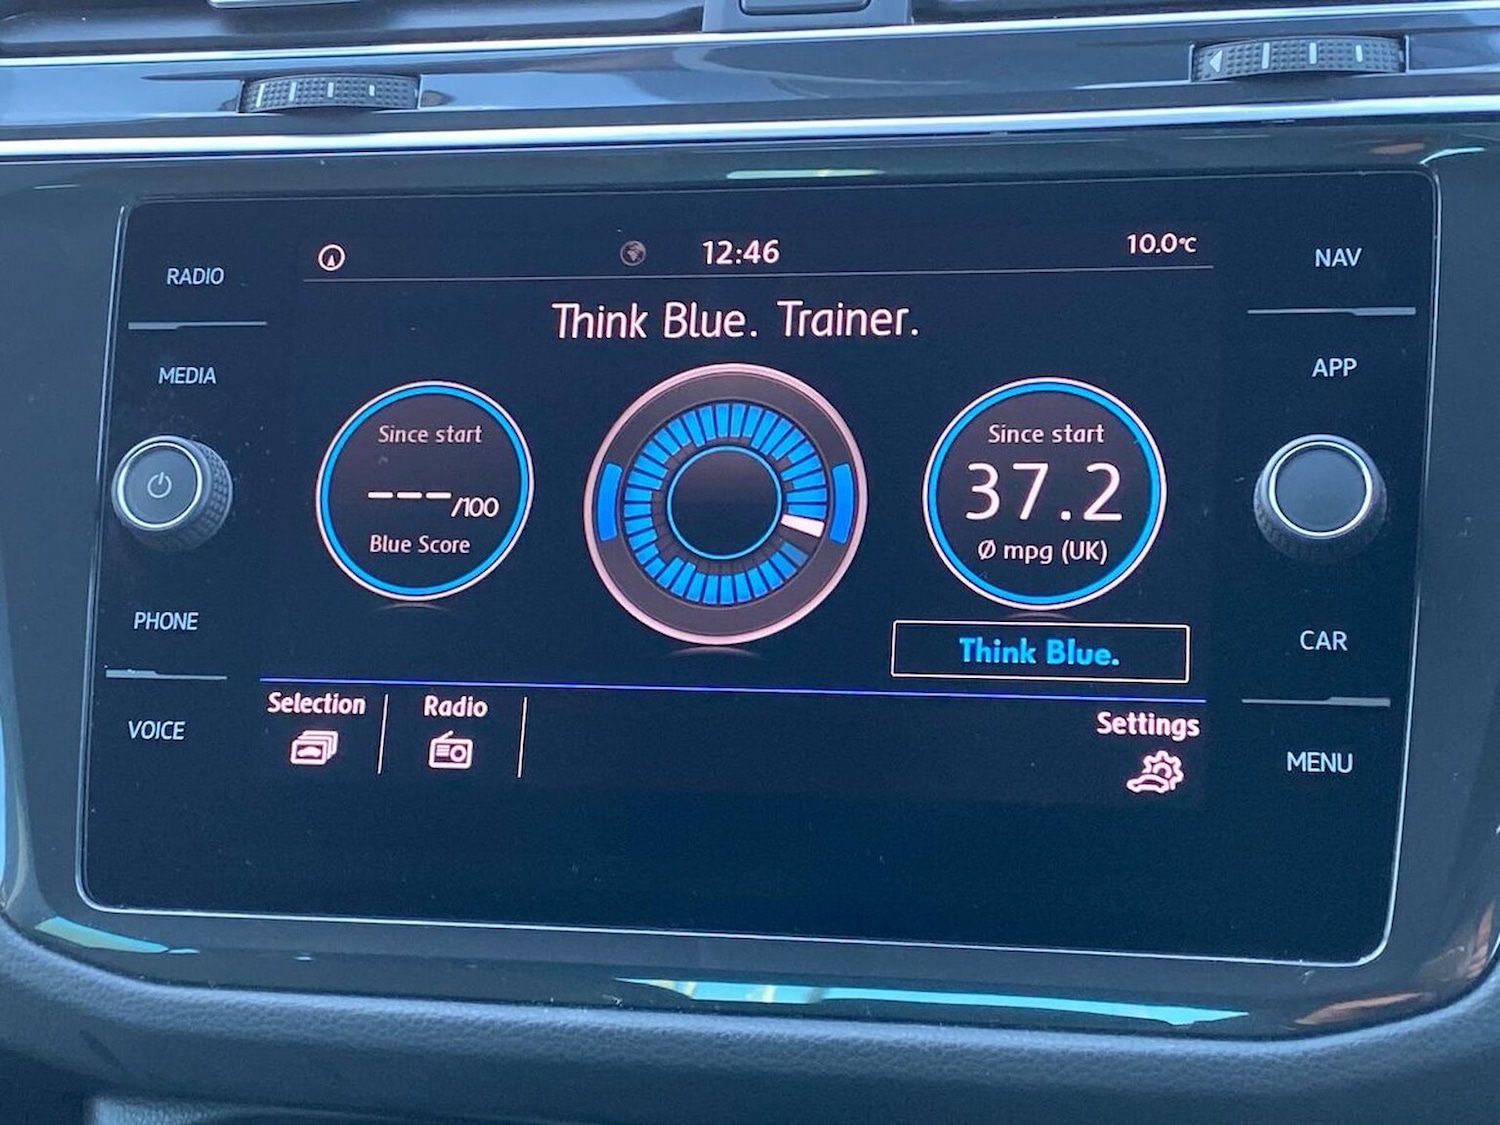 RADIO
MEDIA
PHONE
VOICE
12:46
10.0°C
Think Blue. Trainer.
Since start
---/100
Blue Score
Since start
37.2
Ø mpg (UK)
Think Blue.
Selection
Radio
Settings
NAV
APP
CAR
MENU